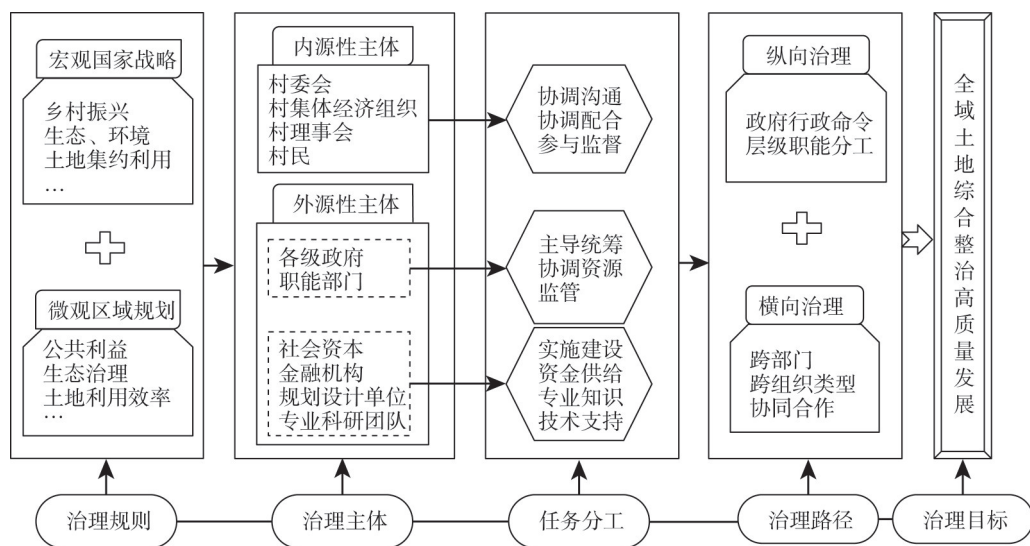 宏观国家战略
乡村振兴
生态、环境
土地集约利用
…
微观区域规划
公共利益
生态治理
土地利用效率
…
内源性主体
村委会
村集体经济组织
村理事会
村民
外源性主体
各级政府
职能部门
社会资本
金融机构
规划设计单位
专业科研团队
协调沟通
协调配合
参与监督
主导统筹
协调资源
监管
实施建设
资金供给
专业知识
技术支持
纵向治理
政府行政命令
层级职能分工
横向治理
跨部门
跨组织类型
协同合作
全域土地综合整治高质量发展
治理规则
治理主体
任务分工
治理路径
治理目标